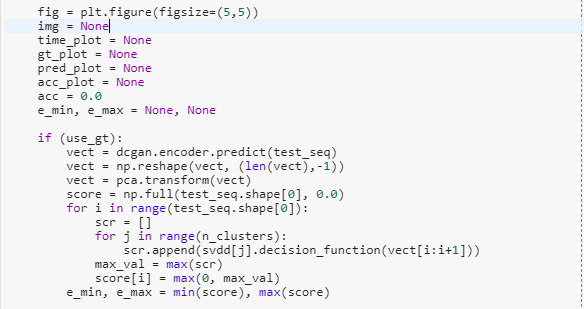 fig = plt.figure(figsize=(5,5))
img = None
time_plot = None
gt_plot = None
pred_plot = None
acc_plot = None
acc = 0.0
e_min, e_max = None, None
if (use_gt):
vect = dcgan.encoder.predict(test_seq)
vect = np.reshape(vect, (len(vect),-1))
vect = pca.transform(vect)
score = np.full(test_seq.shape[0], 0.0)
for i in range(test_seq.shape[0]):
scr = []
for j in range(n_clusters):
scr.append(svdd[j].decision_function(vect[i:i+1]))
max_val = max(scr)
score[i] = max(0, max_val)
e_min, e_max = min(score), max(score)